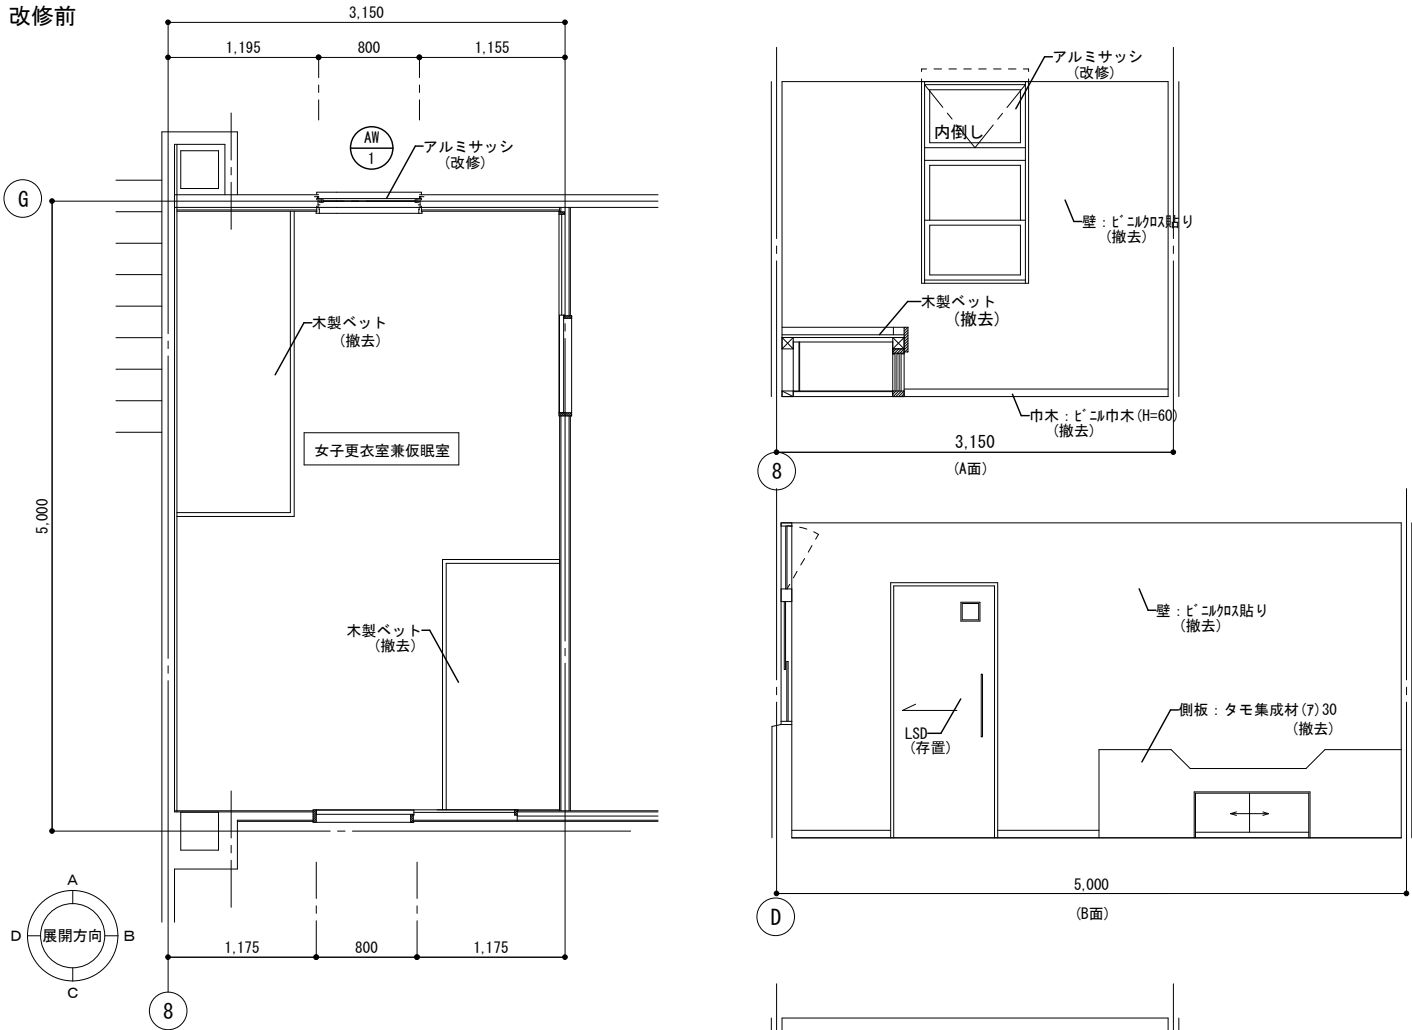 改修前
3,150
1,195
800
1,155
AW
1
アルミサッシ
(改修)
G
木製ベット
(撤去)
女子更衣室兼仮眠室
5,000
木製ベット
(撤去)
A
D
展開方向
B
C
1,175
800
1,175
8
アルミサッシ
(改修)
内倒し
壁：ﾋﾞﾆﾙｸﾛｽ貼り
(撤去)
木製ベット
(撤去)
巾木：ﾋﾞﾆﾙ巾木(H=60)
(撤去)
3,150
8
(A面)
壁：ﾋﾞﾆﾙｸﾛｽ貼り
(撤去)
側板：タモ集成材(ｱ)30
(撤去)
LSD
(存置)
5,000
D
(B面)